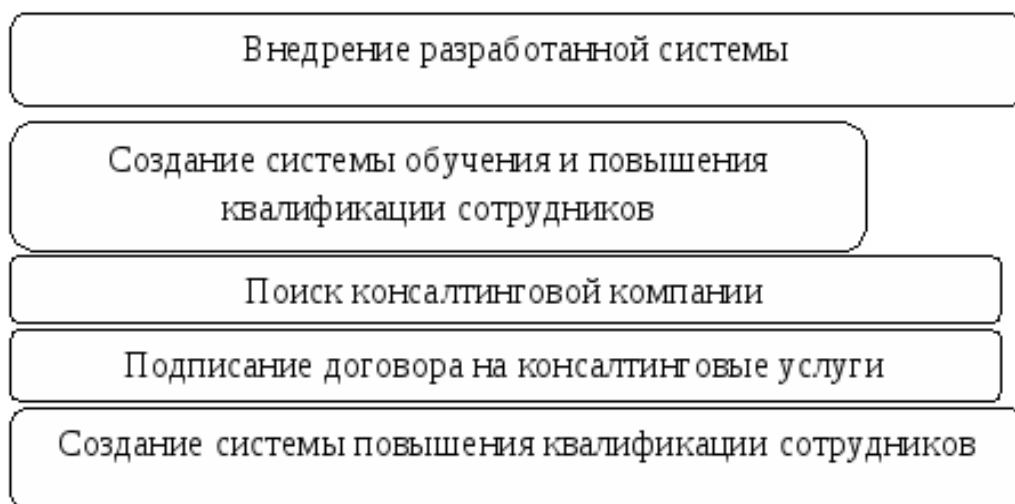 Внедрение разработанной системы
Создание системы обучения и повышения
квалификации сотрудников
Поиск консалтинговой компании
Подписание договора на консалтинговые услуги
Создание системы повышения квалификации сотрудников